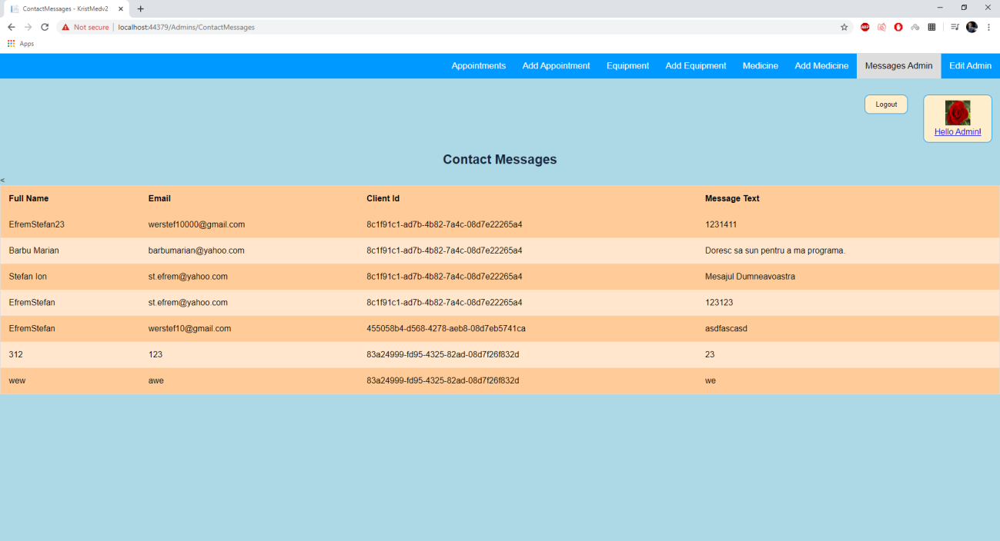 ContactMessages - KristMedv2
Not secure localhost:44379/Admins/ContactMessages
ABP
Apps
Appointments Add Appointment Equipment Add Equipment Medicine Add Medicine Messages Admin Edit Admin
Logout
Hello Admin!
Contact Messages
<
Full Name Email Client Id Message Text
EfremStefan23 werstef10000@gmail.com 8c1f91c1-ad7b-4b82-7a4c-08d7e22265a4 1231411
Barbu Marian barbumarian@yahoo.com 8c1f91c1-ad7b-4b82-7a4c-08d7e22265a4 Doresc sa sun pentru a ma programa.
Stefan Ion st.efrem@yahoo.com 8c1f91c1-ad7b-4b82-7a4c-08d7e22265a4 Mesajul Dumneavoastra
EfremStefan st.efrem@yahoo.com 8c1f91c1-ad7b-4b82-7a4c-08d7e22265a4 123123
EfremStefan werstef10@gmail.com 455058b4-d568-4278-aeb8-08d7eb5741ca asdfascasd
312 123 83a24999-fd95-4325-82ad-08d7f26f832d 23
wew awe 83a24999-fd95-4325-82ad-08d7f26f832d we